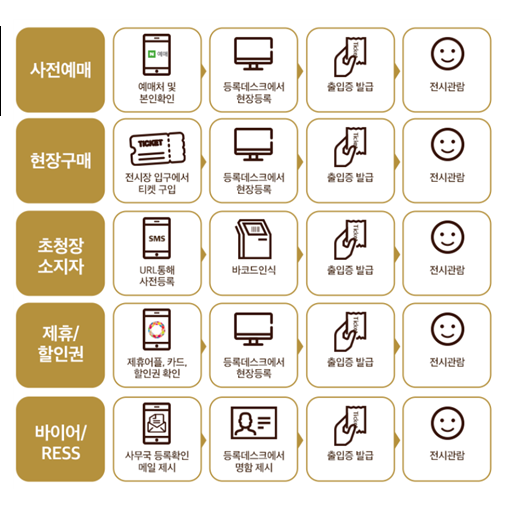 사전예매
예매
예매처 및
본인확인
등록데스크에서
현장등록
Ticket
출입증 발급
전시관람
현장구매
TICKET
전시장 입구에서
티켓 구입
등록데스크에서
현장등록
Ticket
출입증 발급
전시관람
초청장
소지자
SMS
URL통해
사전등록
바코드인식
Ticket
출입증 발급
전시관람
제휴/
할인권
제휴어플, 카드,
할인권 확인
등록데스크에서
현장등록
Ticket
출입증 발급
전시관람
바이어/
RESS
사무국 등록확인
메일 제시
등록데스크에서
명함 제시
Ticket
출입증 발급
전시관람